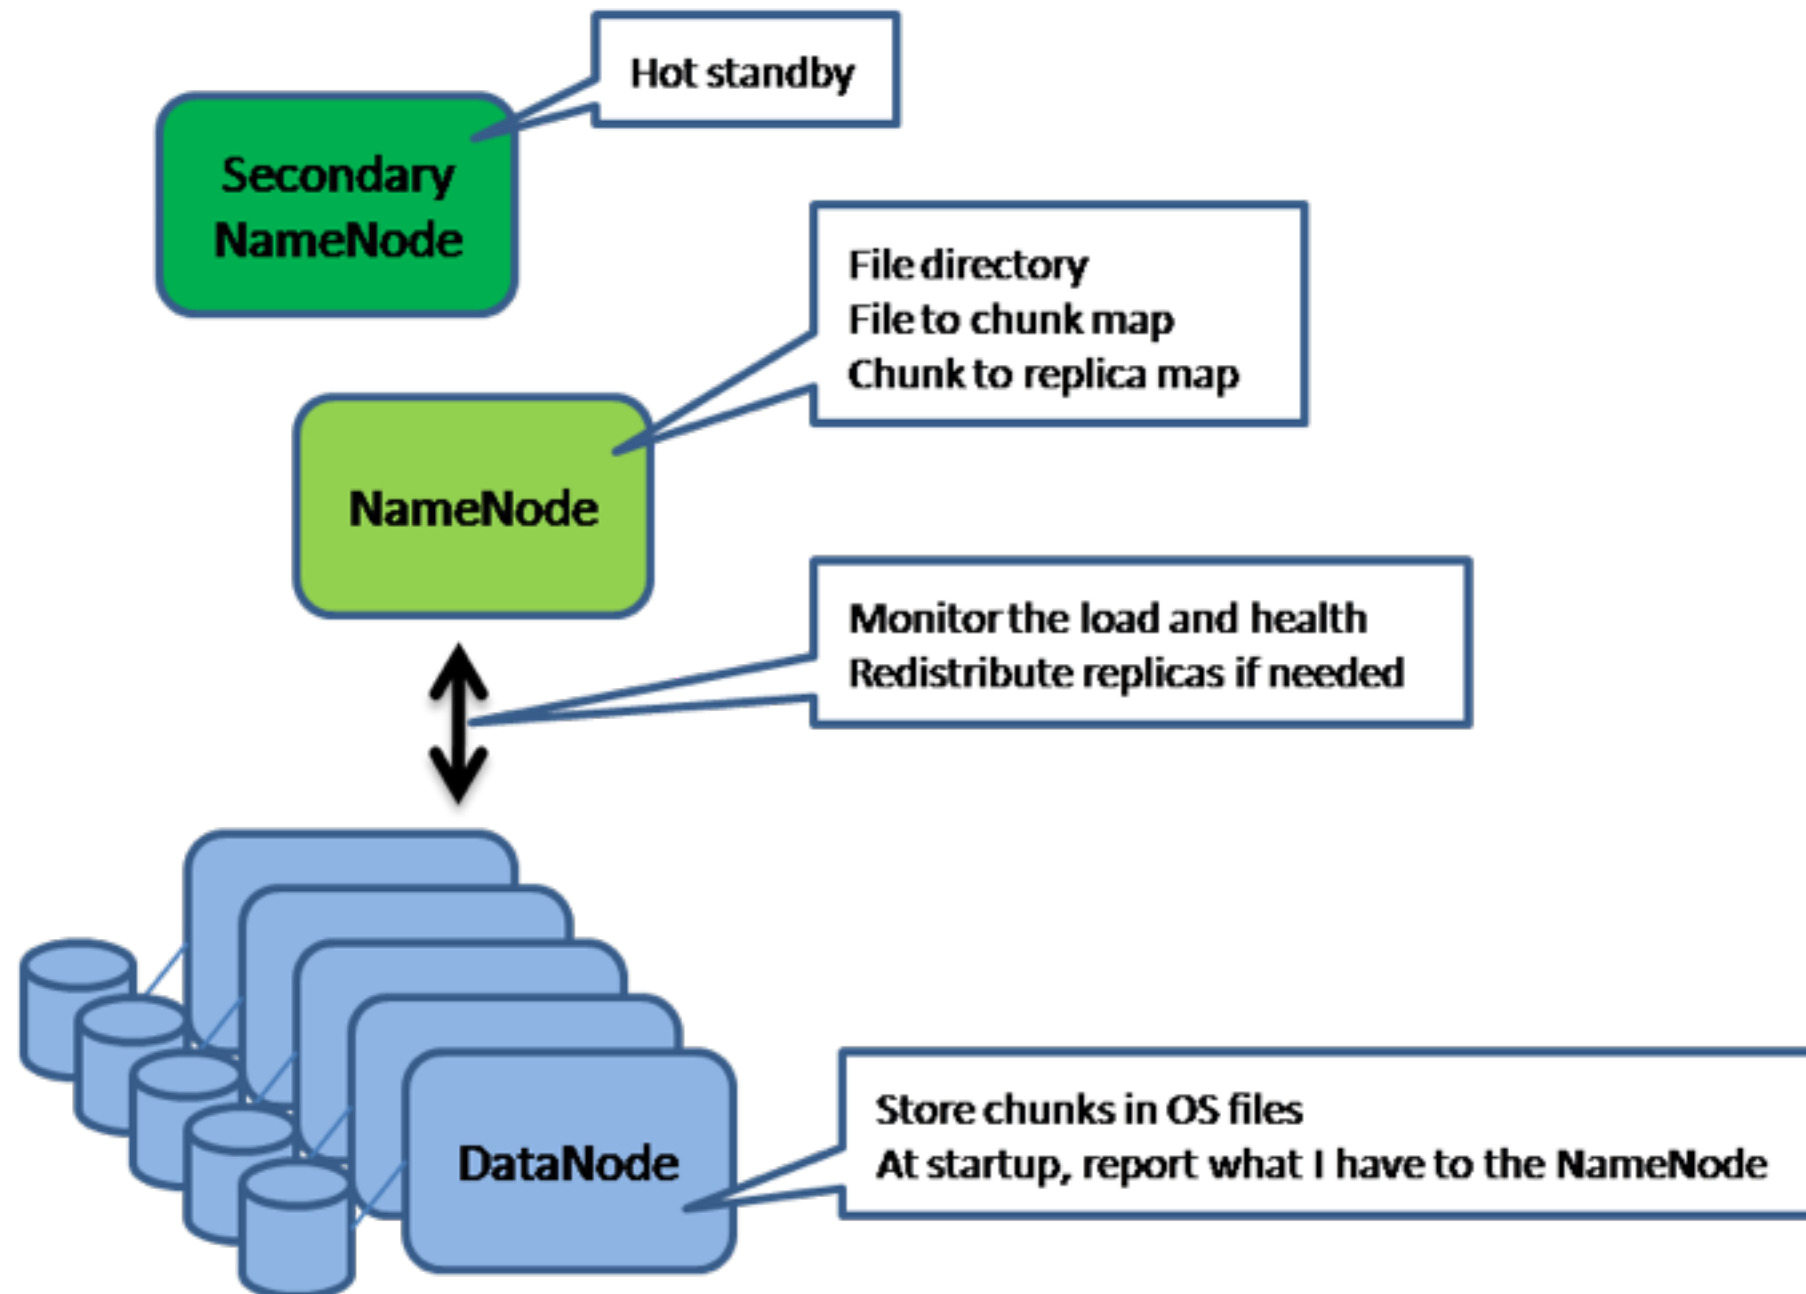 Hot standby
Secondary
NameNode
File directory
File to chunk map
Chunk to replica map
NameNode
Monitor the load and health
Redistribute replicas if needed
Store chunks in OS files
At startup, report what I have to the NameNode
DataNode